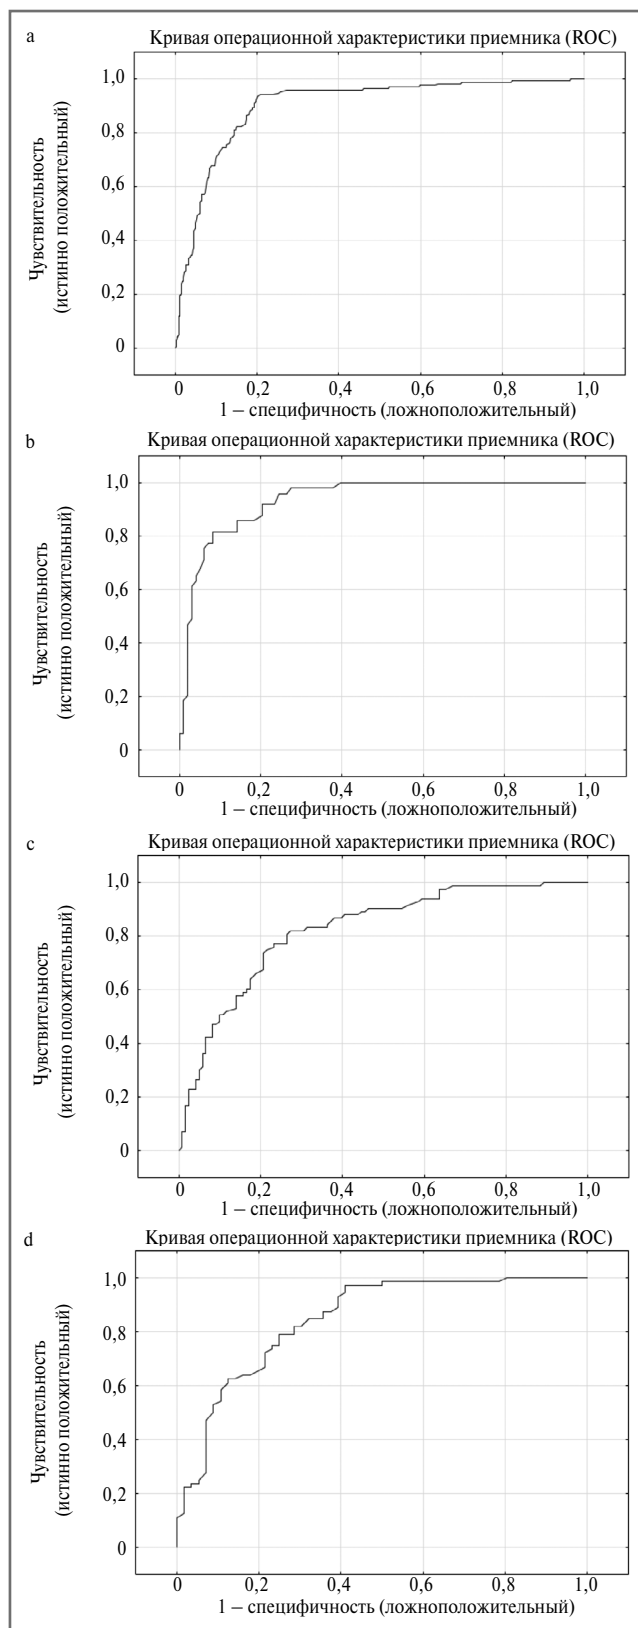 a
Кривая операционной характеристики приемника (ROC)
Чувствительность
(истинно положительный)
1,0
0,8
0,6
0,4
0,2
0
0 0,2 0,4 0,6 0,8 1,0
1 – специфичность (ложноположительный)
b
Кривая операционной характеристики приемника (ROC)
Чувствительность
(истинно положительный)
1,0
0,8
0,6
0,4
0,2
0
0 0,2 0,4 0,6 0,8 1,0
1 – специфичность (ложноположительный)
c
Кривая операционной характеристики приемника (ROC)
Чувствительность
(истинно положительный)
1,0
0,8
0,6
0,4
0,2
0
0 0,2 0,4 0,6 0,8 1,0
1 – специфичность (ложноположительный)
d
Кривая операционной характеристики приемника (ROC)
Чувствительность
(истинно положительный)
1,0
0,8
0,6
0,4
0,2
0
0 0,2 0,4 0,6 0,8 1,0
1 – специфичность (ложноположительный)